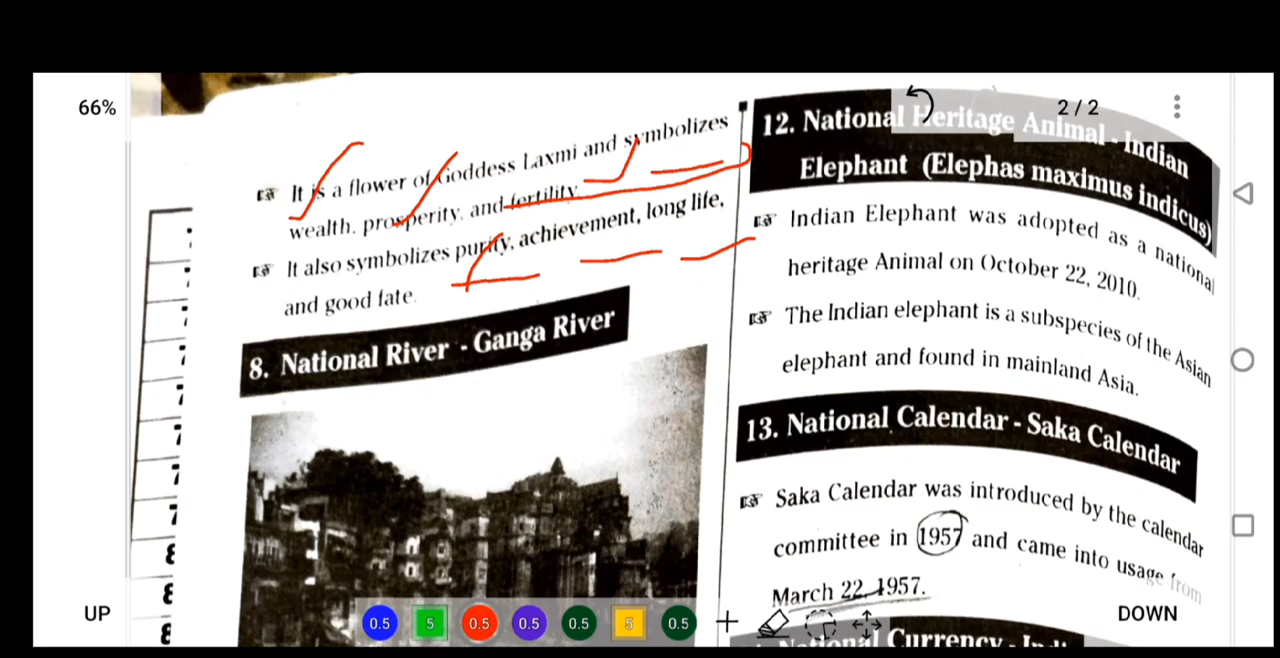 66%
2 / 2
It is a flower of Goddess Laxmi and symbolizes
wealth, prosperity, and fertility
It also symbolizes purity, achievement, long life,
and good fate.
8. National River - Ganga River
12. National Heritage Animal - Indian
Elephant (Elephas maximus indicus)
Indian Elephant was adopted as a national
heritage Animal on October 22, 2010.
The Indian elephant is a subspecies of the Asian
elephant and found in mainland Asia.
13. National Calendar - Saka Calendar
Saka Calendar was introduced by the calendar
committee in 1957 and came into usage from
March 22, 1957.
National Currency -
UP
0.5
5
0.5
0.5
0.5
5
0.5
DOWN